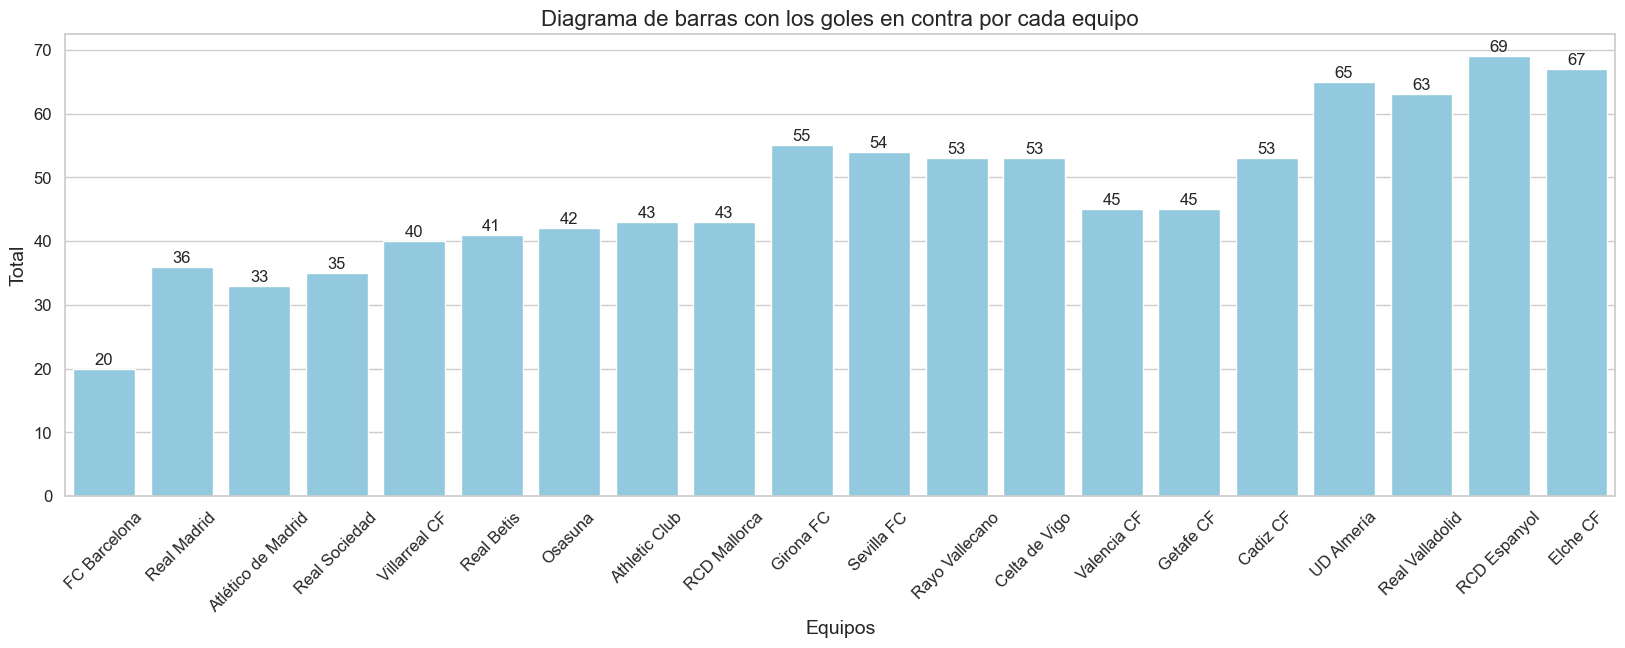 Diagrama de barras con los goles en contra por cada equipo
Total
70
60
50
40
30
20
10
0
20
36
33
35
40
41
42
43
43
55
54
53
53
45
45
53
65
63
69
67
FC Barcelona
Real Madrid
Atlético de Madrid
Real Sociedad
Villarreal CF
Real Betis
Osasuna
Athletic Club
RCD Mallorca
Girona FC
Sevilla FC
Rayo Vallecano
Celta de Vigo
Valencia CF
Getafe CF
Cadiz CF
UD Almería
Real Valladolid
RCD Espanyol
Elche CF
Equipos